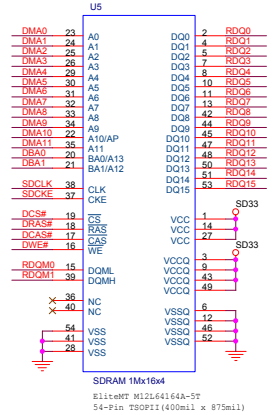 U5
DMA0 23 A0 DQ0 2 RDQ0
DMA1 24 A1 DQ1 4 RDQ1
DMA2 25 A2 DQ2 5 RDQ2
DMA3 26 A3 DQ3 7 RDQ3
DMA4 29 A4 DQ4 8 RDQ4
DMA5 30 A5 DQ5 10 RDQ5
DMA6 31 A6 DQ6 11 RDQ6
DMA7 32 A7 DQ7 13 RDQ7
DMA8 33 A8 DQ8 42 RDQ8
DMA9 34 A9 DQ9 44 RDQ9
DMA10 22 A10/AP DQ10 45 RDQ10
DMA11 35 A11 DQ11 47 RDQ11
DBA0 20 BA0/A13 DQ12 48 RDQ12
DBA1 21 BA1/A12 DQ13 50 RDQ13
DQ14 51 RDQ14
SDCLK 38 CLK DQ15 53 RDQ15
SDCKE 37 CKE
SD33
DCS# 19 CS VCC 1
DRAS# 18 RAS VCC 14
DCAS# 17 CAS VCC 27
DWE# 16 WE
SD33
RDQM0 15 DQML VCCQ 3
RDQM1 39 DQMH VCCQ 9
VCCQ 43
36 NC VCCQ 49
40 NC
VSSQ 6
VSSQ 12
54 VSS VSSQ 46
41 VSS VSSQ 52
28 VSS
SDRAM 1Mx16x4
EliteMT M12L64164A-5T
54-Pin TSOPII(400mil x 875mil)